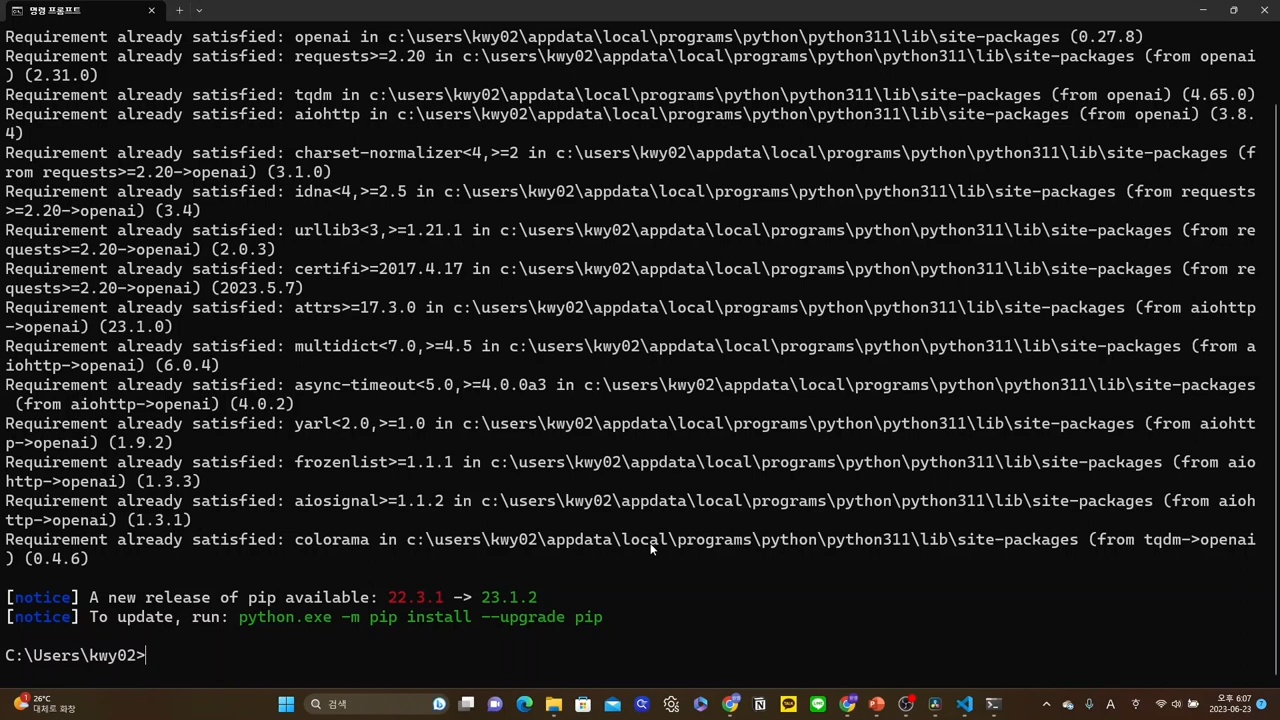 명령 프롬프트
Requirement already satisfied: openai in c:\users\kwy02\appdata\local\programs\python\python311\lib\site-packages (0.27.8)
Requirement already satisfied: requests>=2.20 in c:\users\kwy02\appdata\local\programs\python\python311\lib\site-packages (from openai
) (2.31.0)
Requirement already satisfied: tqdm in c:\users\kwy02\appdata\local\programs\python\python311\lib\site-packages (from openai) (4.65.0)
Requirement already satisfied: aiohttp in c:\users\kwy02\appdata\local\programs\python\python311\lib\site-packages (from openai) (3.8.
4)
Requirement already satisfied: charset-normalizer<4,>=2 in c:\users\kwy02\appdata\local\programs\python\python311\lib\site-packages (f
rom requests>=2.20->openai) (3.1.0)
Requirement already satisfied: idna<4,>=2.5 in c:\users\kwy02\appdata\local\programs\python\python311\lib\site-packages (from requests
>=2.20->openai) (3.4)
Requirement already satisfied: urllib3<3,>=1.21.1 in c:\users\kwy02\appdata\local\programs\python\python311\lib\site-packages (from re
quests>=2.20->openai) (2.0.3)
Requirement already satisfied: certifi>=2017.4.17 in c:\users\kwy02\appdata\local\programs\python\python311\lib\site-packages (from re
quests>=2.20->openai) (2023.5.7)
Requirement already satisfied: attrs>=17.3.0 in c:\users\kwy02\appdata\local\programs\python\python311\lib\site-packages (from aiohttp
->openai) (23.1.0)
Requirement already satisfied: multidict<7.0,>=4.5 in c:\users\kwy02\appdata\local\programs\python\python311\lib\site-packages (from a
iohttp->openai) (6.0.4)
Requirement already satisfied: async-timeout<5.0,>=4.0.0a3 in c:\users\kwy02\appdata\local\programs\python\python311\lib\site-packages
 (from aiohttp->openai) (4.0.2)
Requirement already satisfied: yarl<2.0,>=1.0 in c:\users\kwy02\appdata\local\programs\python\python311\lib\site-packages (from aiohtt
p->openai) (1.9.2)
Requirement already satisfied: frozenlist>=1.1.1 in c:\users\kwy02\appdata\local\programs\python\python311\lib\site-packages (from aio
http->openai) (1.3.3)
Requirement already satisfied: aiosignal>=1.1.2 in c:\users\kwy02\appdata\local\programs\python\python311\lib\site-packages (from aioh
ttp->openai) (1.3.1)
Requirement already satisfied: colorama in c:\users\kwy02\appdata\local\programs\python\python311\lib\site-packages (from tqdm->openai
) (0.4.6)
[notice] A new release of pip available: 22.3.1 -> 23.1.2
[notice] To update, run: python.exe -m pip install --upgrade pip
C:\Users\kwy02>
1
26°C
대체로 화창
검색
TALK
LINE
A
오후 6:07
2023-06-23